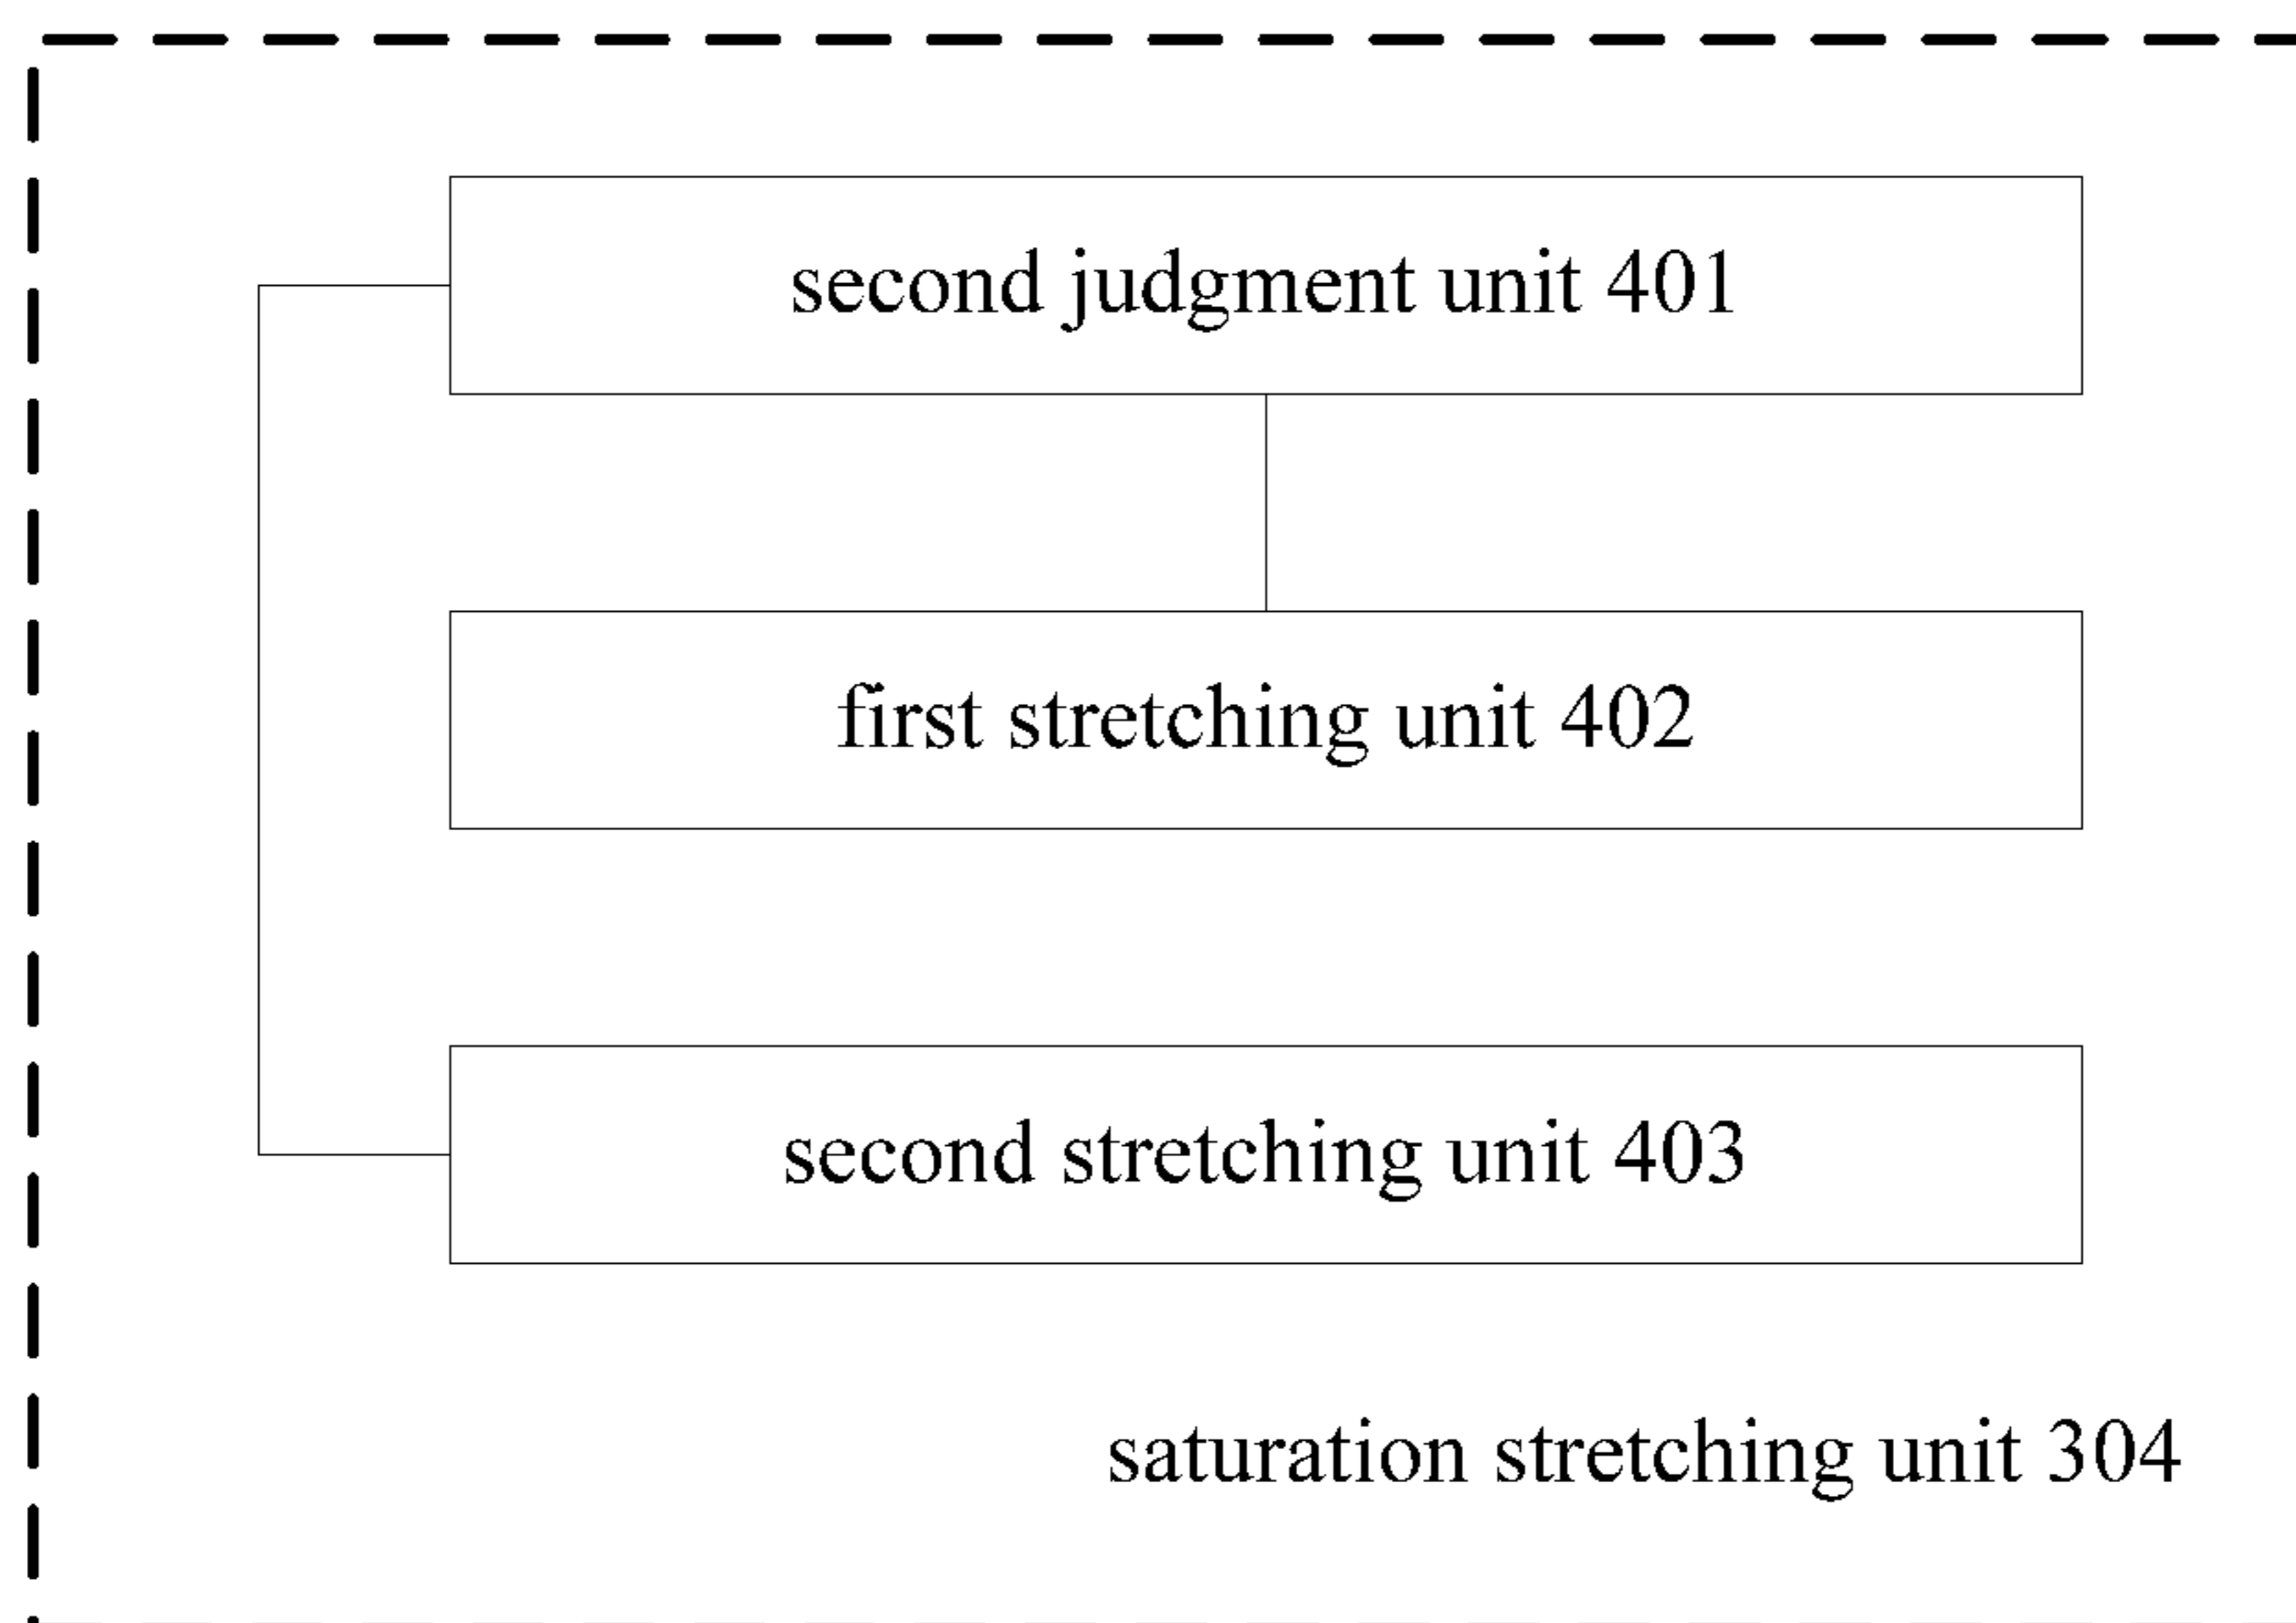 second judgment unit 401
first stretching unit 402
second stretching unit 403
saturation stretching unit 304